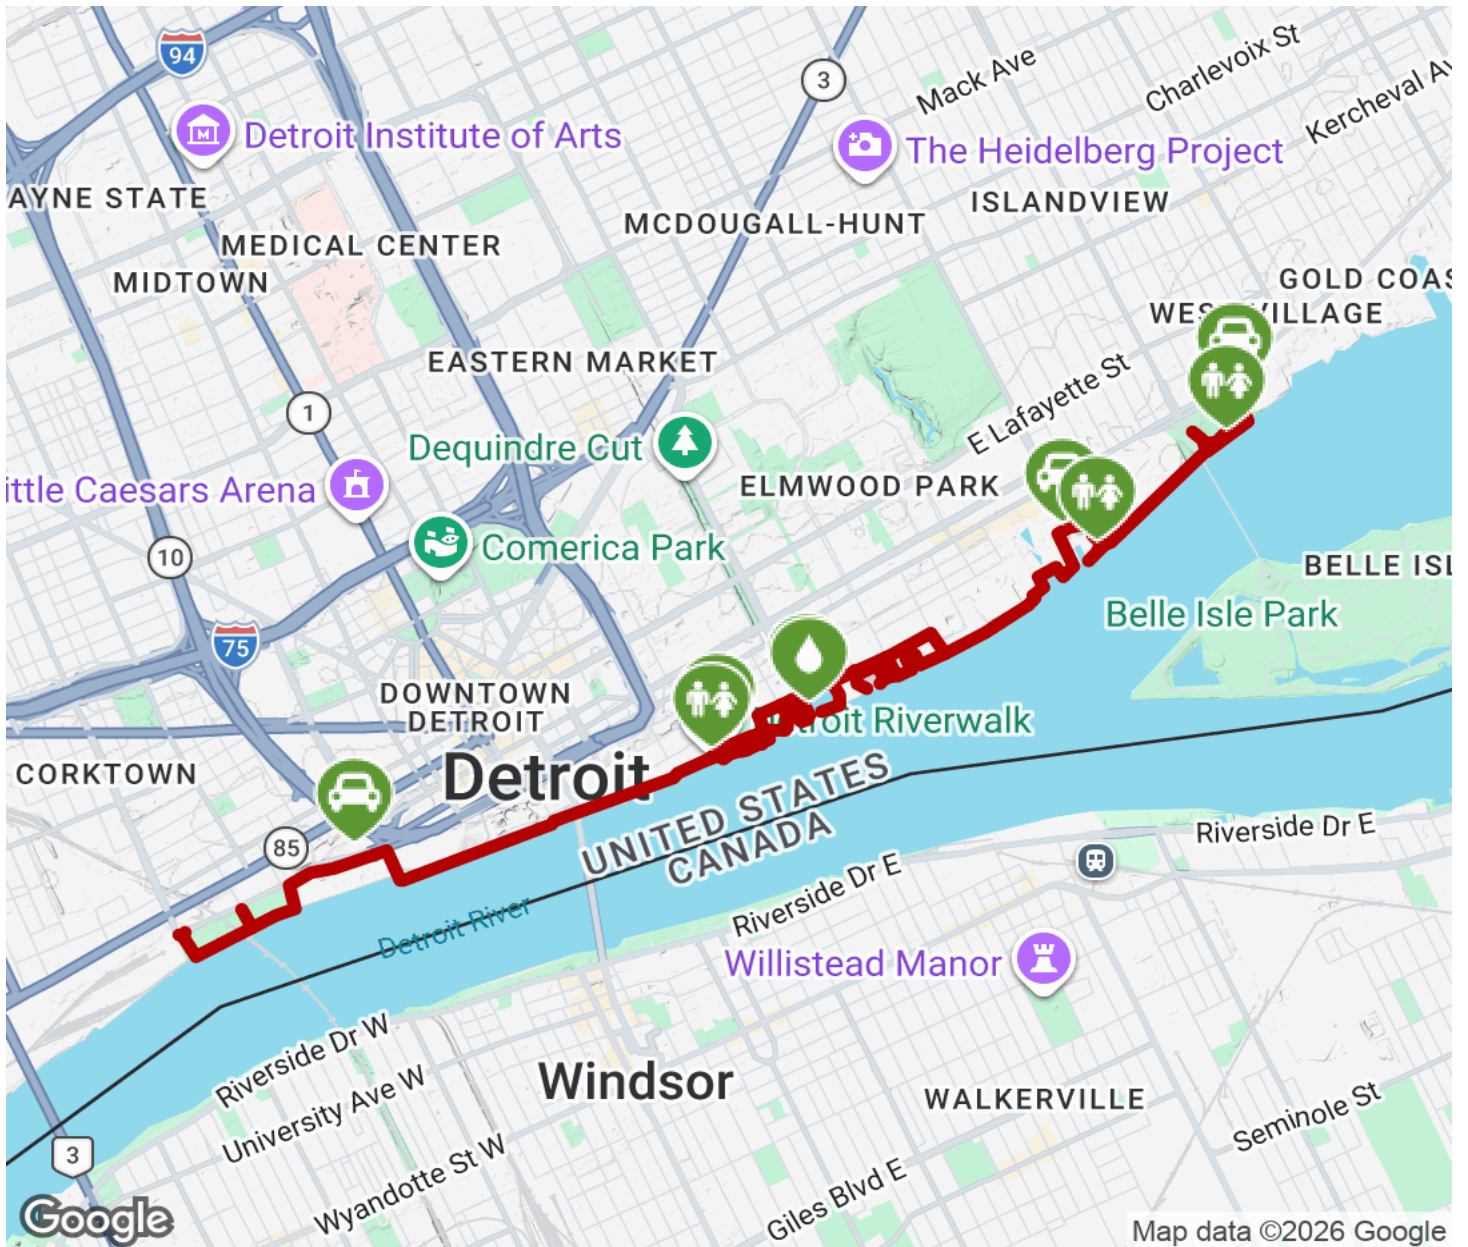 94
3
Mack Ave
Charlevoix St
Kercheval Av
Detroit Institute of Arts
The Heidelberg Project
AYNE STATE
ISLANDVIEW
MCDOUGALL-HUNT
MEDICAL CENTER
MIDTOWN
GOLD COAS
VILLAGE
EASTERN MARKET
1
E Lafayette St
Dequindre Cut
ittle Caesars Arena
ELMWOOD PARK
10
Comerica Park
BELLE ISL
Belle Isle Park
75
DOWNTOWN
DETROIT
Detroit Riverwalk
CORKTOWN
Detroit
UNITED STATES
CANADA
85
Riverside Dr E
Riverside Dr E
Detroit River
Willistead Manor
Riverside Dr W
Windsor
University Ave W
WALKERVILLE
Seminole St
3
Wyandotte St W
Giles Blvd E
Google
Map data ©2026 Google